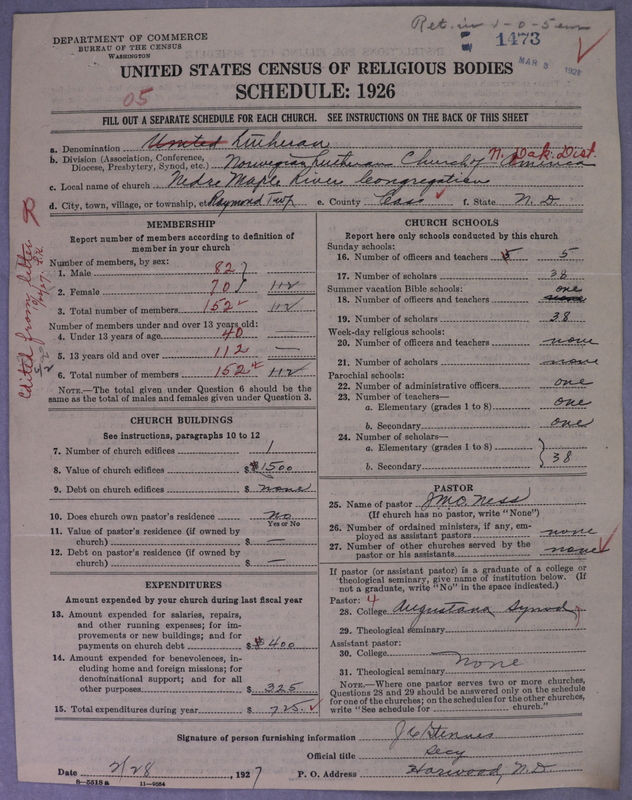 Ret. in
1473
MAR 3 192
DEPARTMENT OF COMMERCE
BUREAU OF THE CENSUS
WASHINGTON
UNITED STATES CENSUS OF RELIGIOUS BODIES
SCHEDULE: 1926
05
FILL OUT A SEPARATE SCHEDULE FOR EACH CHURCH. SEE INSTRUCTIONS ON THE BACK OF THIS SHEET
a. Denomination United Lutheran
N. Dak. Dist.
b. Division (Association, Conference, Diocese, Presbytery, Synod, etc.) Norwegian Lutheran Church of America
c. Local name of church Nidre Maple River Congregation
d. City, town, village, or township, etc. Raymond Twp e. County Cass f. State N. D.
Edited from letter
MEMBERSHIP
Report number of members according to definition of
member in your church
Number of members, by sex:
1. Male 82
2. Female 70 112
3. Total number of members 152 112
Number of members under and over 13 years old:
4. Under 13 years of age 40 —
5. 13 years old and over 112 —
6. Total number of members 152 112
NOTE.—The total given under Question 6 should be the
same as the total of males and females given under Question 3.
CHURCH BUILDINGS
See instructions, paragraphs 10 to 12
7. Number of church edifices 1
8. Value of church edifices $ 1500
9. Debt on church edifices $ none
10. Does church own pastor's residence No
Yes or No
11. Value of pastor's residence (if owned by
church) $ —
12. Debt on pastor's residence (if owned by
church) $ —
EXPENDITURES
Amount expended by your church during last fiscal year
13. Amount expended for salaries, repairs,
and other running expenses; for im-
provements or new buildings; and for
payments on church debt $ 400
14. Amount expended for benevolences, in-
cluding home and foreign missions; for
denominational support; and for all
other purposes $ 325
15. Total expenditures during year $ 725.
CHURCH SCHOOLS
Report here only schools conducted by this church
Sunday schools:
16. Number of officers and teachers 5 5
17. Number of scholars 38
Summer vacation Bible schools: one
18. Number of officers and teachers none
19. Number of scholars 38
Week-day religious schools:
20. Number of officers and teachers none
21. Number of scholars none
Parochial schools:
22. Number of administrative officers one
23. Number of teachers—
a. Elementary (grades 1 to 8) one
b. Secondary one
24. Number of scholars—
a. Elementary (grades 1 to 8)
b. Secondary 38
PASTOR
25. Name of pastor J.M.O. Ness
(If church has no pastor, write "None")
26. Number of ordained ministers, if any, em-
ployed as assistant pastors none
27. Number of other churches served by the
pastor or his assistants none
If pastor (or assistant pastor) is a graduate of a college or
theological seminary, give name of institution below. (If
not a graduate, write "No" in the space indicated.)
Pastor: 4
28. College Augustana Synod
29. Theological seminary
Assistant pastor:
30. College none
31. Theological seminary
NOTE.—Where one pastor serves two or more churches,
Questions 28 and 29 should be answered only on the schedule
for one of the churches; on the schedules for the other churches,
write "See schedule for church."
Signature of person furnishing information
Official title Secy
Date 2/28, 1927 P. O. Address Harwood, N. D.
8—5518a 11—9284